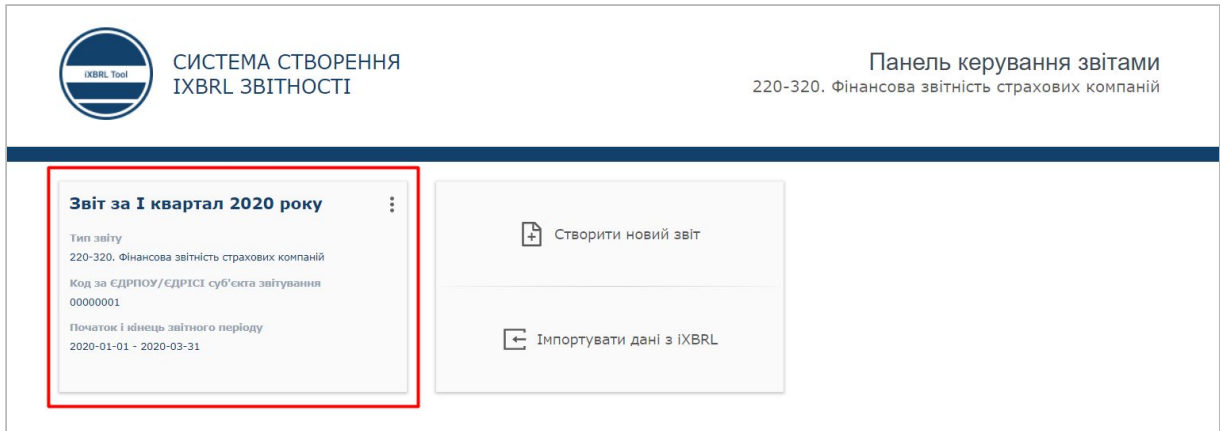 iXBRL Tool
СИСТЕМА СТВОРЕННЯ
IXBRL ЗВІТНОСТІ
Панель керування звітами
220-320. Фінансова звітність страхових компаній
Звіт за I квартал 2020 року
Тип звіту
220-320. Фінансова звітність страхових компаній
Код за ЄДРПОУ/ЄДРІСІ суб'єкта звітування
00000001
Початок і кінець звітного періоду
2020-01-01 - 2020-03-31
Створити новий звіт
Імпортувати дані з iXBRL